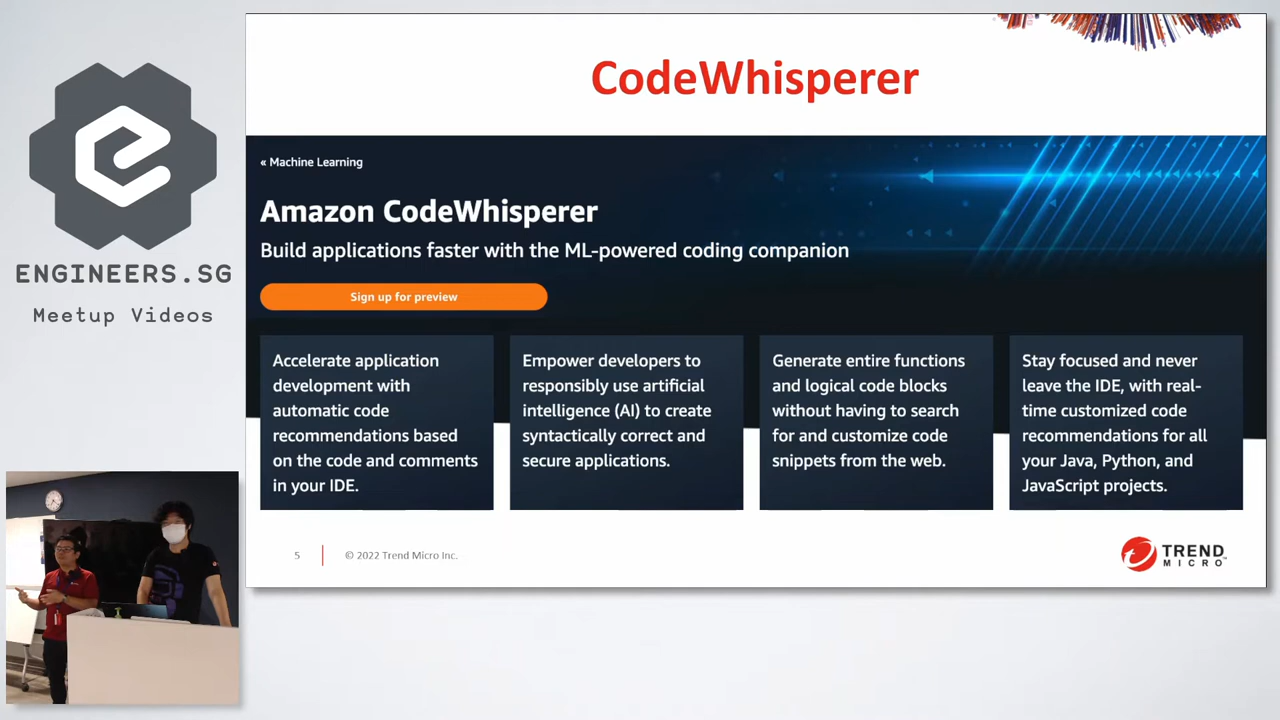 ENGINEERS.SG
Meetup Videos
CodeWhisperer
« Machine Learning
Amazon CodeWhisperer
Build applications faster with the ML-powered coding companion
Sign up for preview
Accelerate application
development with
automatic code
recommendations based
on the code and comments
in your IDE.
Empower developers to
responsibly use artificial
intelligence (AI) to create
syntactically correct and
secure applications.
Generate entire functions
and logical code blocks
without having to search
for and customize code
snippets from the web.
Stay focused and never
leave the IDE, with real-
time customized code
recommendations for all
your Java, Python, and
JavaScript projects.
5
© 2022 Trend Micro Inc.
TREND
MICRO